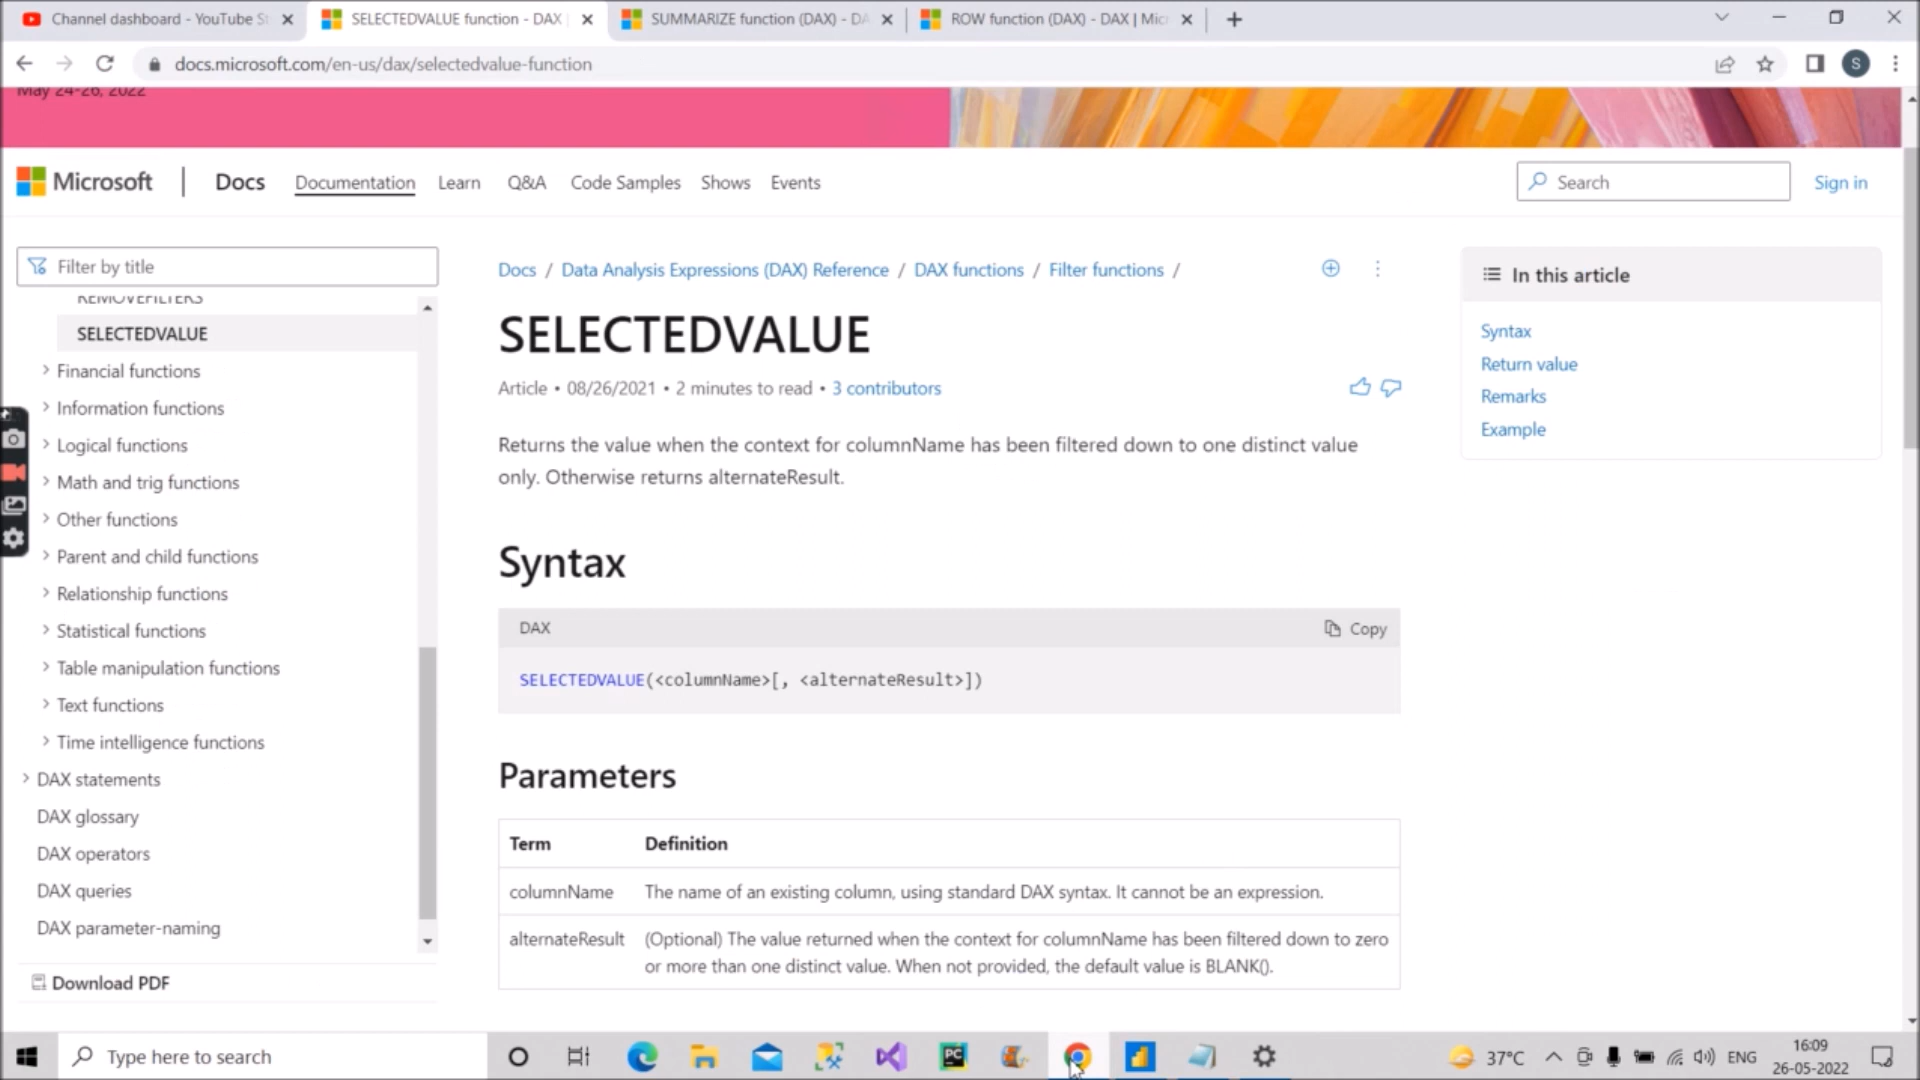 Channel dashboard - YouTube St
SELECTEDVALUE function - DAX |
SUMMARIZE function (DAX) - DA
ROW function (DAX) - DAX | Mic
docs.microsoft.com/en-us/dax/selectedvalue-function
S
May 24-26, 2022
Microsoft
Docs
Documentation
Learn
Q&A
Code Samples
Shows
Events
Search
Sign in
Filter by title
REMOVEFILTERS
SELECTEDVALUE
Financial functions
Information functions
Logical functions
Math and trig functions
Other functions
Parent and child functions
Relationship functions
Statistical functions
Table manipulation functions
Text functions
Time intelligence functions
DAX statements
DAX glossary
DAX operators
DAX queries
DAX parameter-naming
Download PDF
Docs / Data Analysis Expressions (DAX) Reference / DAX functions / Filter functions /
SELECTEDVALUE
Article • 08/26/2021 • 2 minutes to read • 3 contributors
Returns the value when the context for columnName has been filtered down to one distinct value
only. Otherwise returns alternateResult.
Syntax
DAX
Copy
SELECTEDVALUE(<columnName>[, <alternateResult>])
Parameters
Term Definition
columnName The name of an existing column, using standard DAX syntax. It cannot be an expression.
alternateResult (Optional) The value returned when the context for columnName has been filtered down to zero
or more than one distinct value. When not provided, the default value is BLANK().
In this article
Syntax
Return value
Remarks
Example
Type here to search
PC
37°C
ENG
16:09
26-05-2022